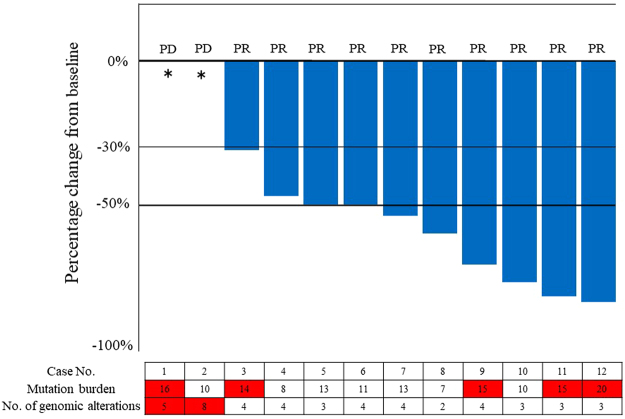 PD PD PR PR PR PR PR PR PR PR PR PR
0%
* *
-30%
-50%
-100%
Percentage change from baseline
Case No. 1 2 3 4 5 6 7 8 9 10 11 12
Mutation burden 16 10 14 8 13 11 13 7 15 10 15 20
No. of genomic alterations 5 8 4 4 3 4 4 2 4 3 3 3